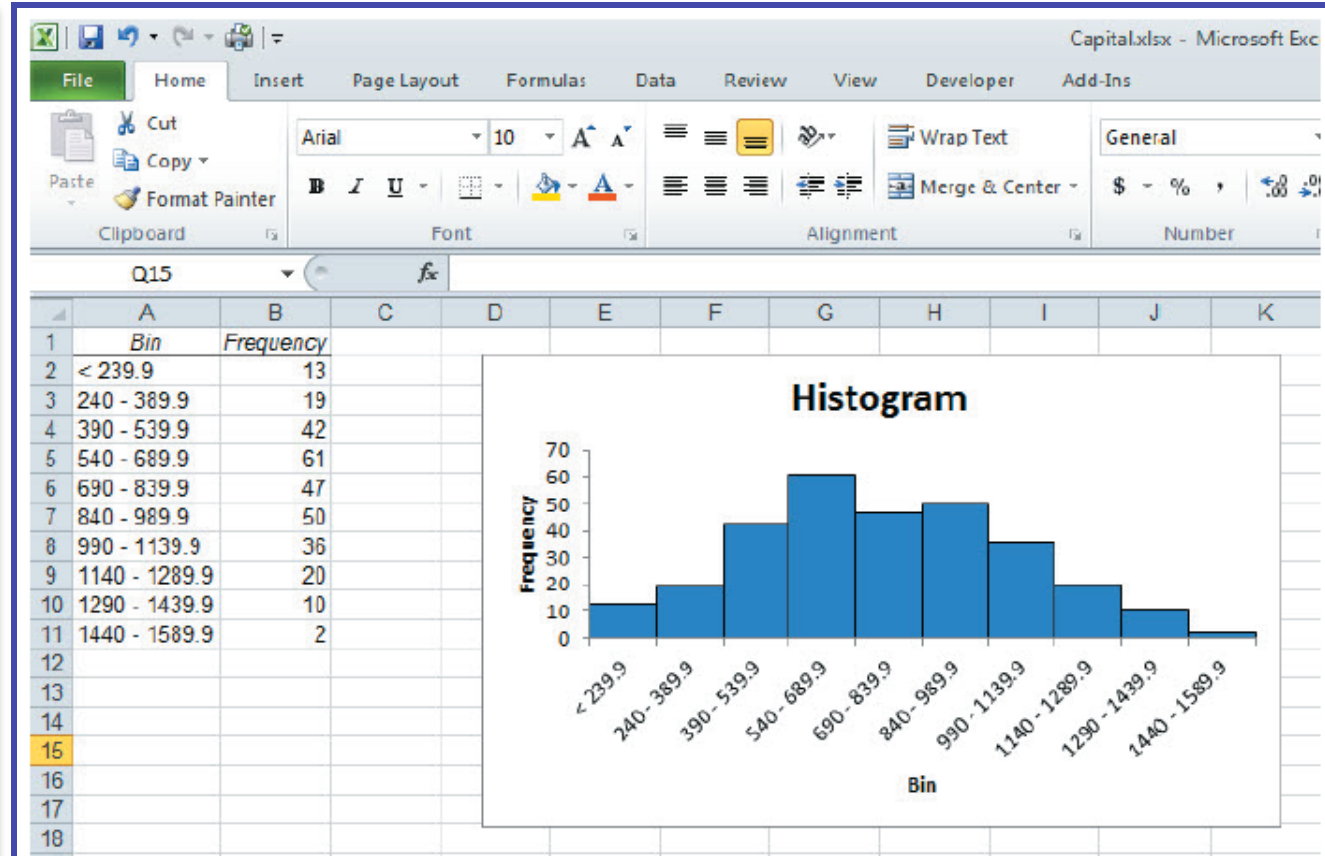 Capital.xlsx - Microsoft Exc
File Home Insert Page Layout Formulas Data Review View Developer Add-Ins
Paste
Cut
Copy
Format Painter
Clipboard
Arial 10 A A
B I U A
Font
Wrap Text
Merge & Center
Alignment
General
$ % , .00
Number
Q15 fx
A B C D E F G H I J K
1 Bin Frequency
2 < 239.9 13
3 240 - 389.9 19
4 390 - 539.9 42
5 540 - 689.9 61
6 690 - 839.9 47
7 840 - 989.9 50
8 990 - 1139.9 36
9 1140 - 1289.9 20
10 1290 - 1439.9 10
11 1440 - 1589.9 2
12
13
14
15
16
17
18
Histogram
Frequency
70
60
50
40
30
20
10
0
< 239.9
240 - 389.9
390 - 539.9
540 - 689.9
690 - 839.9
840 - 989.9
990 - 1139.9
1140 - 1289.9
1290 - 1439.9
1440 - 1589.9
Bin